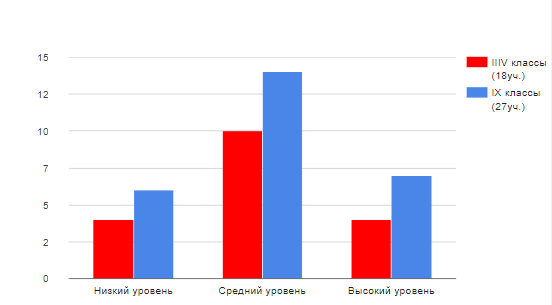 15
12
10
7
5
2
0
Низкий уровень
Средний уровень
Высокий уровень
IIIV классы
(18уч.)
IX классы
(27уч.)